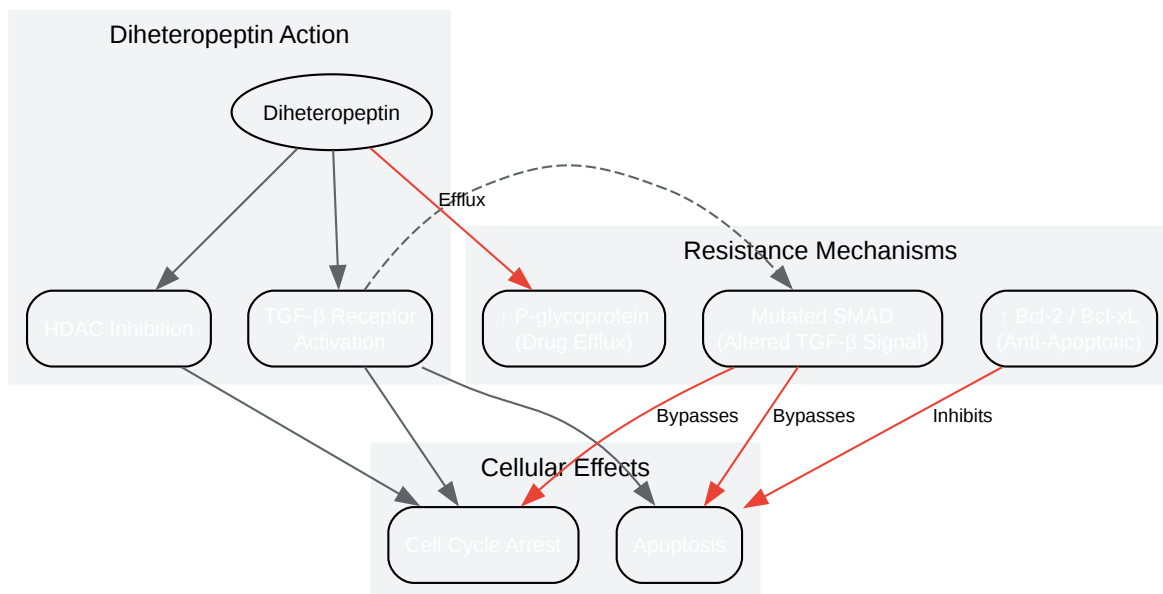 Diheteropeptin Action
Diheteropeptin
Efflux
Resistance Mechanisms
HDAC Inhibition
TGF-β Receptor
Activation
↑ P-glycoprotein
(Drug Efflux)
Mutated SMAD
(Altered TGF-β Signal)
↑ Bcl-2 / Bcl-xL
(Anti-Apoptotic)
Bypasses
Bypasses
Inhibits
Cellular Effects
Cell Cycle Arrest
Apoptosis